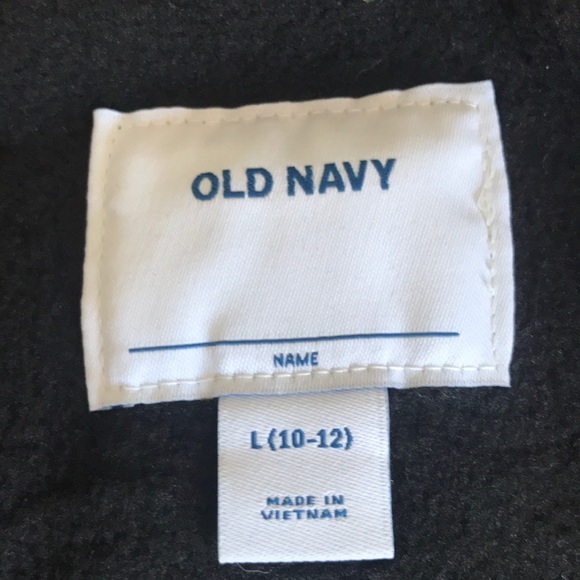 OLD NAVY
NAME
L (10-12)
MADE IN
VIETNAM